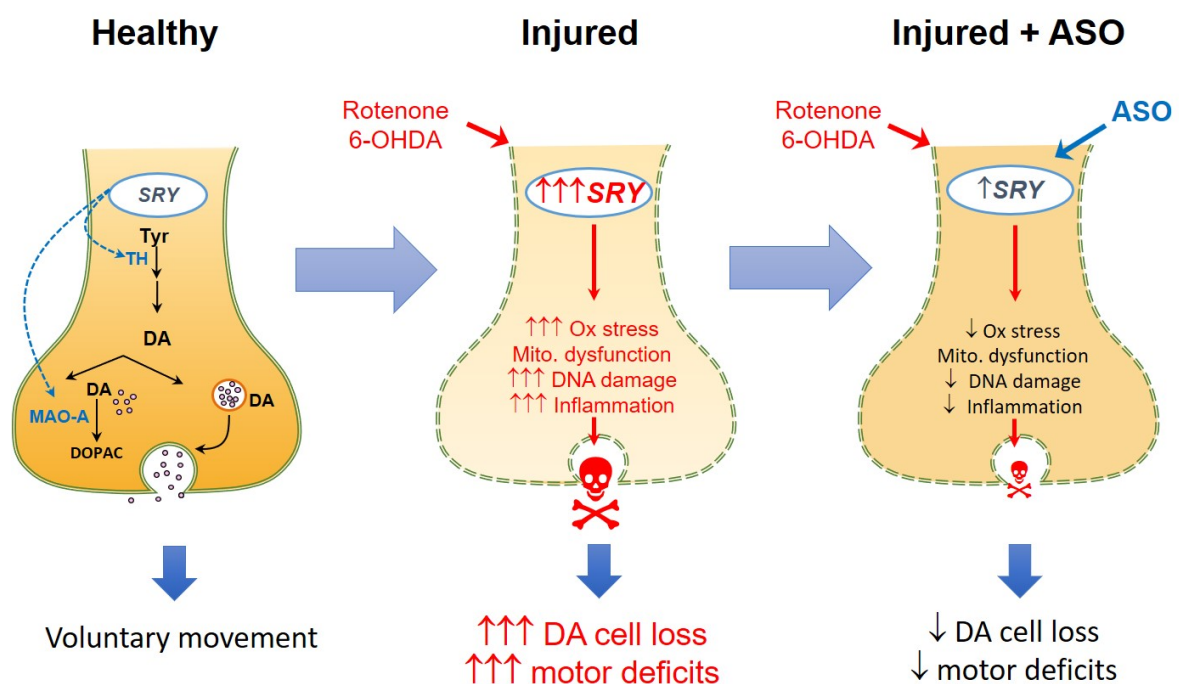 Healthy
SRY
Tyr
TH
DA
DA
DA
MAO-A
DOPAC
Voluntary movement
Injured
Rotenone
6-OHDA
↑↑↑SRY
↑↑↑ Ox stress
Mito. dysfunction
↑↑↑ DNA damage
↑↑↑ Inflammation
↑↑↑ DA cell loss
↑↑↑ motor deficits
Injured + ASO
Rotenone
6-OHDA
ASO
↑SRY
↓ Ox stress
Mito. dysfunction
↓ DNA damage
↓ Inflammation
↓ DA cell loss
↓ motor deficits